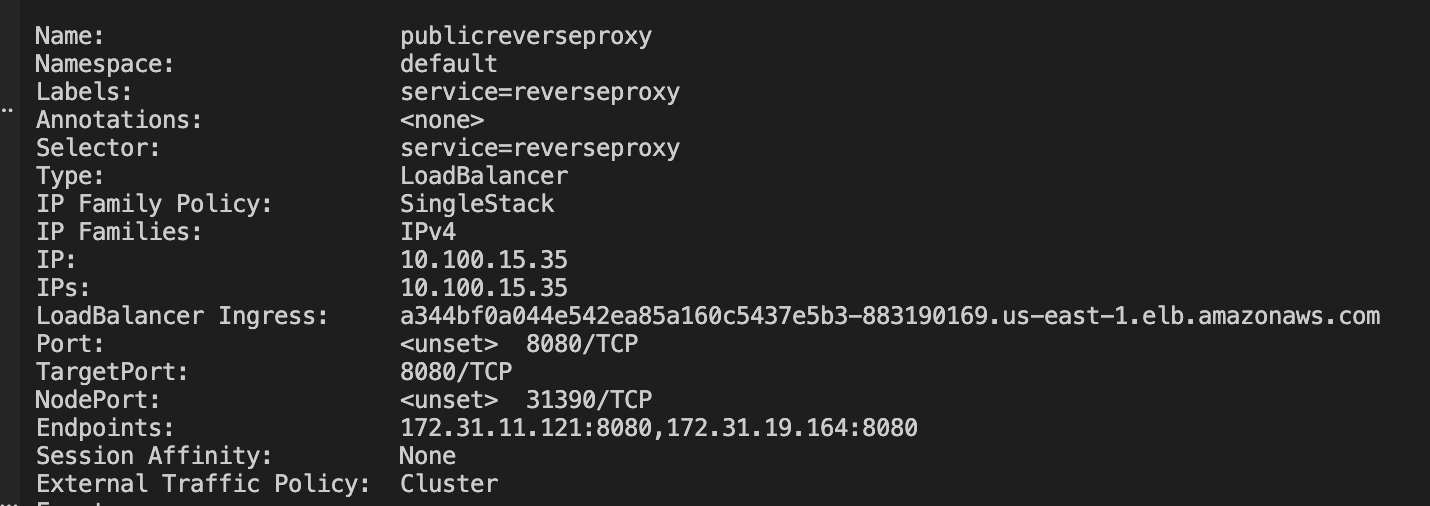 Name: publicreverseproxy
Namespace: default
Labels: service=reverseproxy
Annotations: <none>
Selector: service=reverseproxy
Type: LoadBalancer
IP Family Policy: SingleStack
IP Families: IPv4
IP: 10.100.15.35
IPs: 10.100.15.35
LoadBalancer Ingress: a344bf0a044e542ea85a160c5437e5b3-883190169.us-east-1.elb.amazonaws.com
Port: <unset> 8080/TCP
TargetPort: 8080/TCP
NodePort: <unset> 31390/TCP
Endpoints: 172.31.11.121:8080,172.31.19.164:8080
Session Affinity: None
External Traffic Policy: Cluster